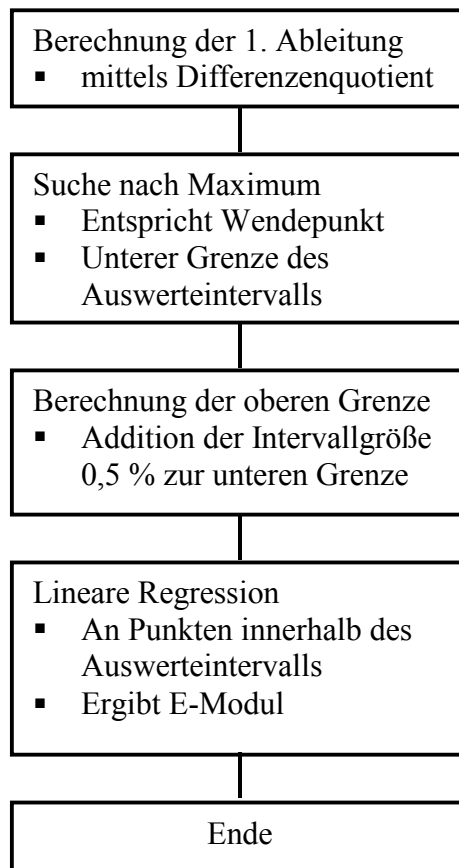 Berechnung der 1. Ableitung
▪ mittels Differenzenquotient
Suche nach Maximum
▪ Entspricht Wendepunkt
▪ Unterer Grenze des
Auswerteintervalls
Berechnung der oberen Grenze
▪ Addition der Intervallgröße
0,5 % zur unteren Grenze
Lineare Regression
▪ An Punkten innerhalb des
Auswerteintervalls
▪ Ergibt E-Modul
Ende